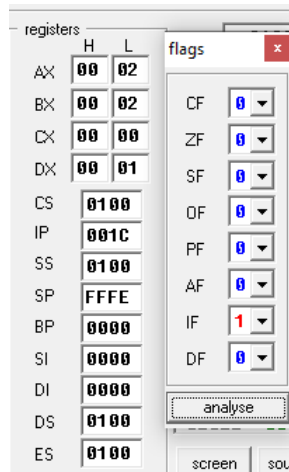 registers
H L
AX 00 02
BX 00 02
CX 00 00
DX 00 01
CS 0100
IP 001C
SS 0100
SP FFFE
BP 0000
SI 0000
DI 0000
DS 0100
ES 0100
flags x
CF 0
ZF 0
SF 0
OF 0
PF 0
AF 0
IF 1
DF 0
analyse
screen